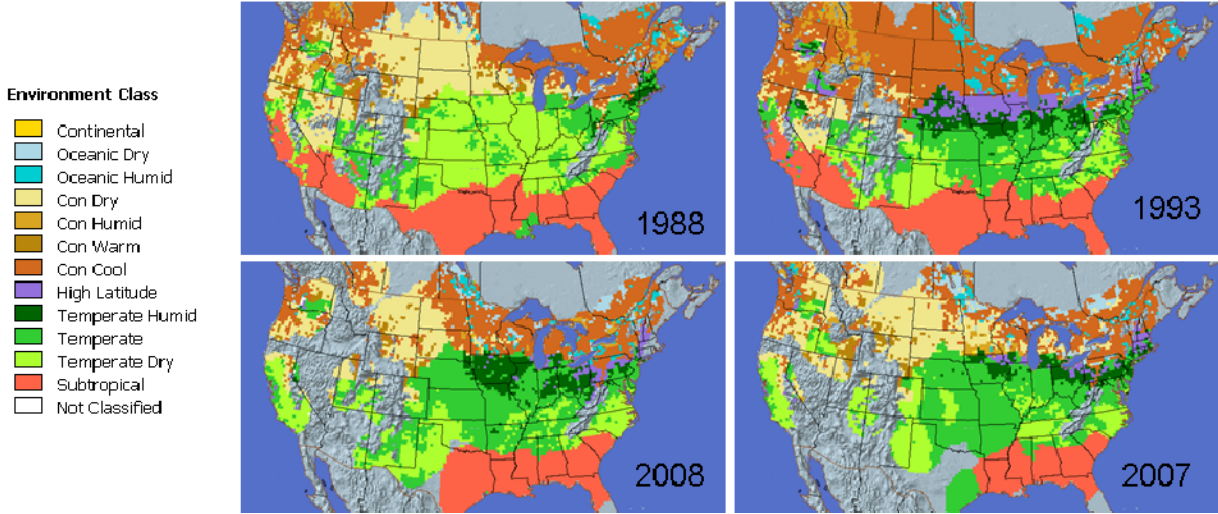 Environment Class
Continental
Oceanic Dry
Oceanic Humid
Con Dry
Con Humid
Con Warm
Con Cool
High Latitude
Temperate Humid
Temperate
Temperate Dry
Subtropical
Not Classified
1988
1993
2008
2007